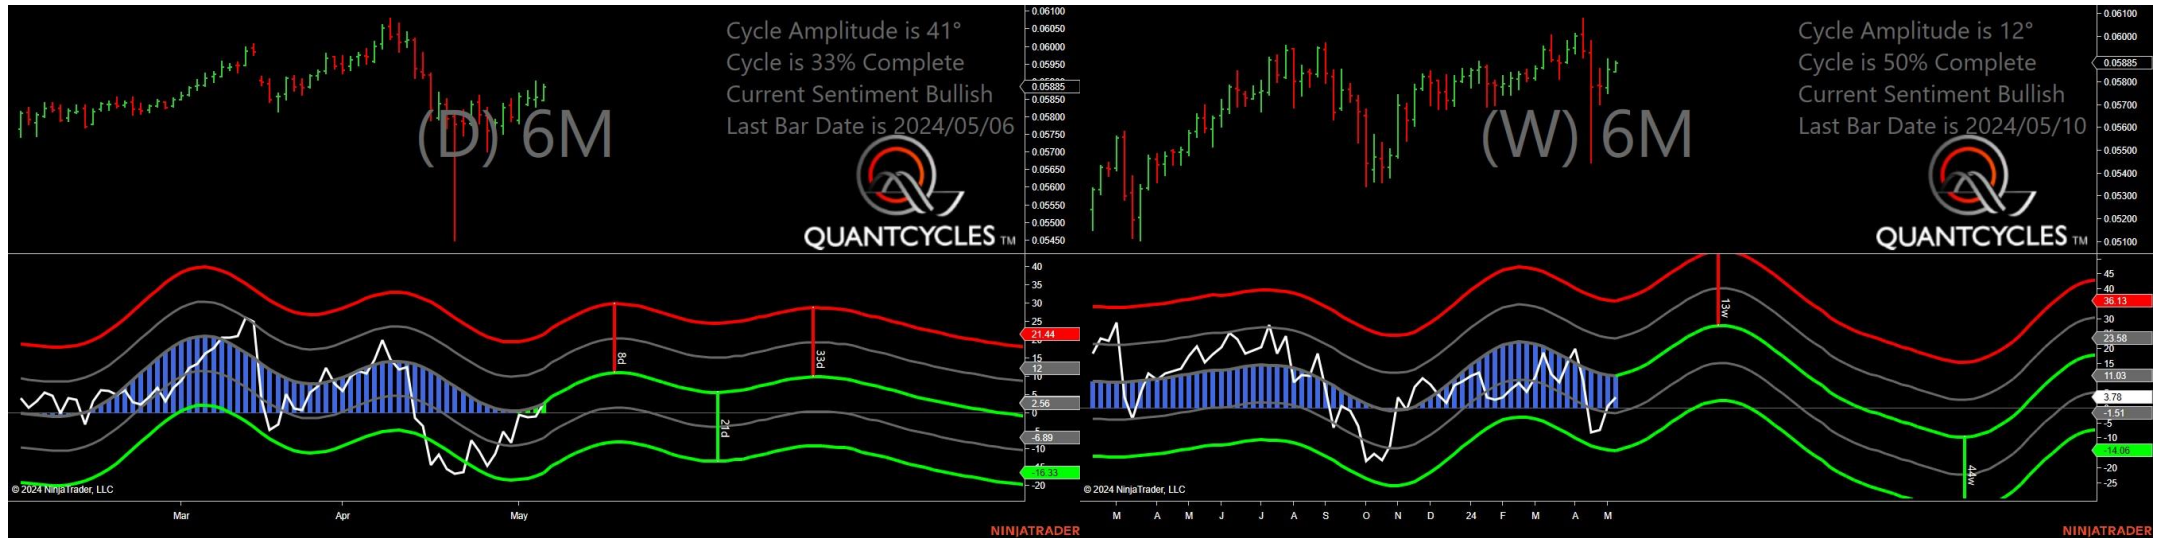 Cycle Amplitude is 41°
Cycle is 33% Complete
Current Sentiment Bullish
Last Bar Date is 2024/05/06
(D) 6M
QUANTCYCLES TM
0.06100
0.06050
0.06000
0.05950
0.05885
0.05850
0.05800
0.05750
0.05700
0.05650
0.05600
0.05550
0.05500
0.05450
40
35
30
25
21.44
15
12
10
5
2.56
0
-6.89
-10
-16.33
-20
8d
21d
33d
© 2024 NinjaTrader, LLC
Mar Apr May
NINJATRADER
Cycle Amplitude is 12°
Cycle is 50% Complete
Current Sentiment Bullish
Last Bar Date is 2024/05/10
(W) 6M
QUANTCYCLES TM
0.06100
0.06000
0.05885
0.05800
0.05700
0.05600
0.05500
0.05400
0.05300
0.05200
0.05100
45
40
36.13
30
23.58
20
15
11.03
3.78
-1.51
-5
-10
-14.06
-20
-25
13w
44w
© 2024 NinjaTrader, LLC
M A M J J A S O N D 24 F M A M
NINJATRADER